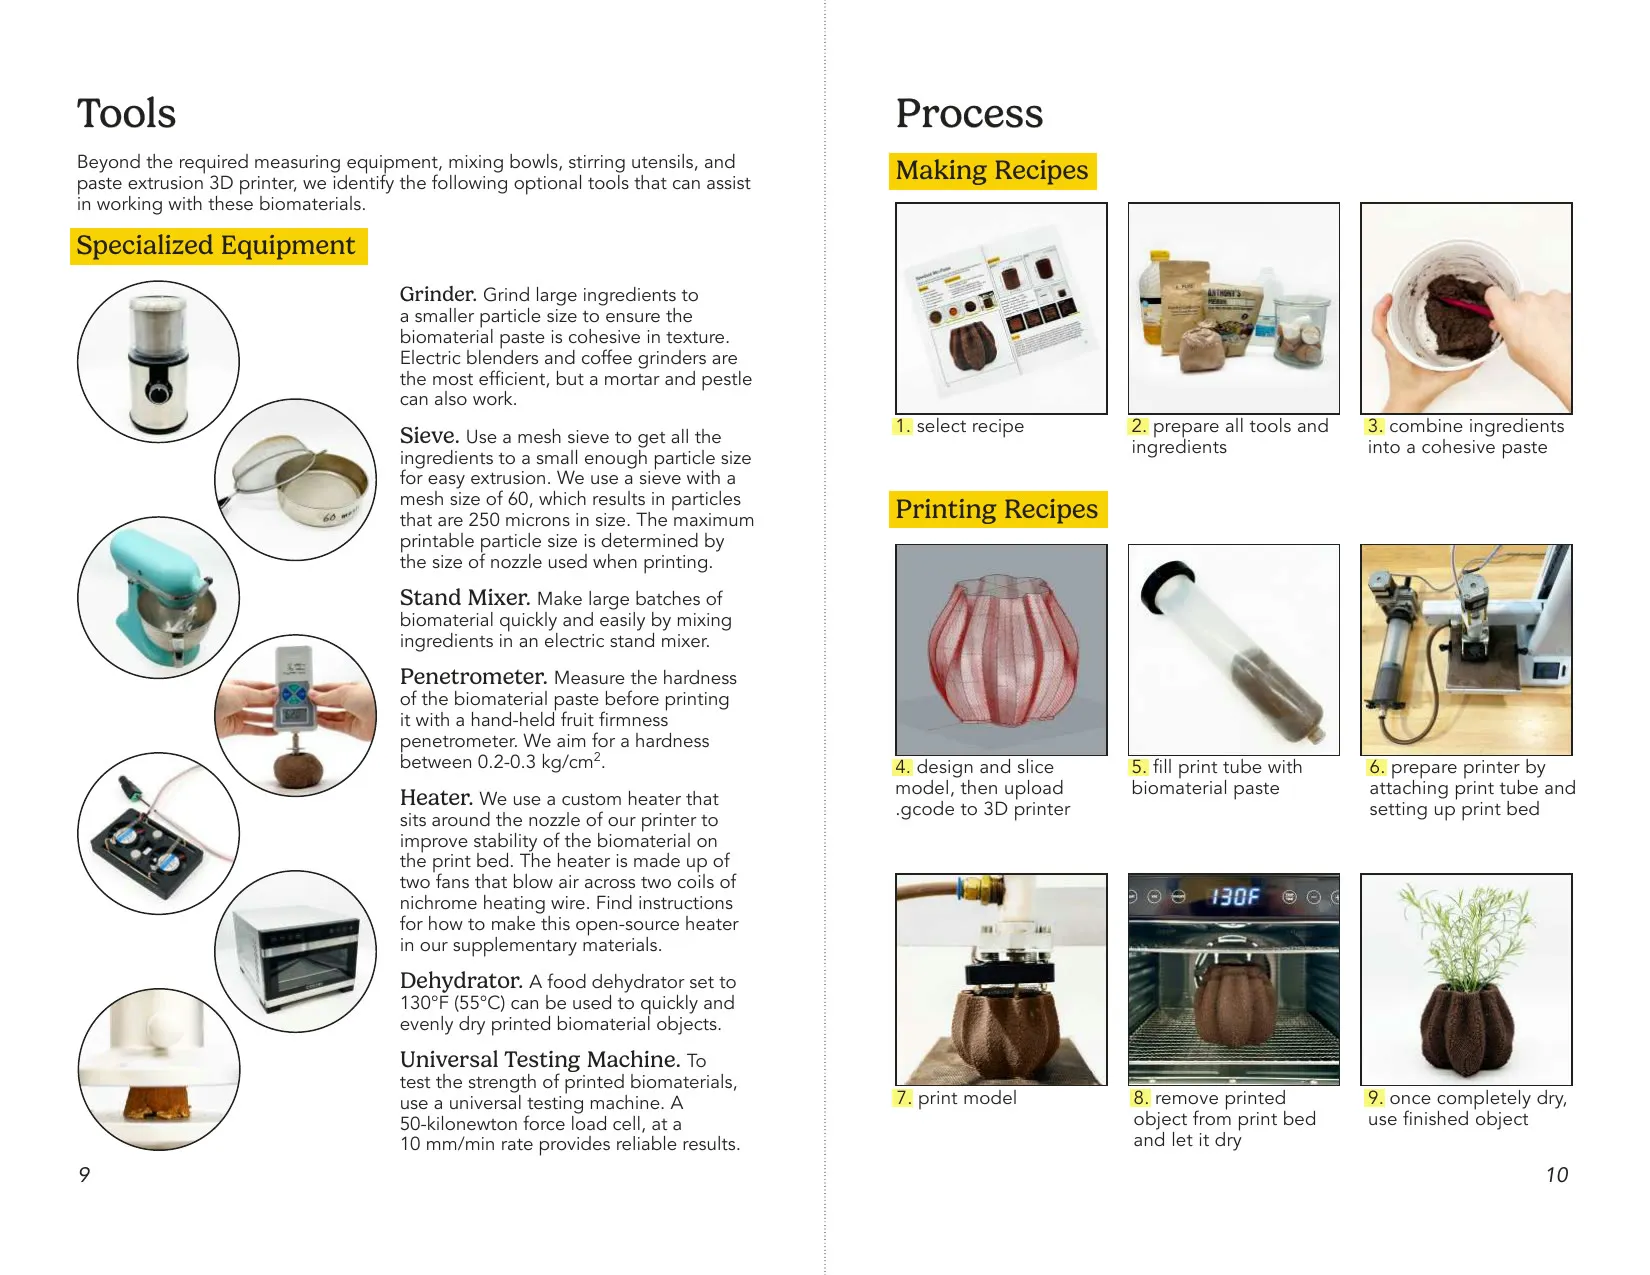 Tools
Beyond the required measuring equipment, mixing bowls, stirring utensils, and
paste extrusion 3D printer, we identify the following optional tools that can assist
in working with these biomaterials.
Specialized Equipment
Grinder. Grind large ingredients to
a smaller particle size to ensure the
biomaterial paste is cohesive in texture.
Electric blenders and coffee grinders are
the most efficient, but a mortar and pestle
can also work.
Sieve. Use a mesh sieve to get all the
ingredients to a small enough particle size
for easy extrusion. We use a sieve with a
mesh size of 60, which results in particles
that are 250 microns in size. The maximum
printable particle size is determined by
the size of nozzle used when printing.
Stand Mixer. Make large batches of
biomaterial quickly and easily by mixing
ingredients in an electric stand mixer.
Penetrometer. Measure the hardness
of the biomaterial paste before printing
it with a hand-held fruit firmness
penetrometer. We aim for a hardness
between 0.2-0.3 kg/cm².
Heater. We use a custom heater that
sits around the nozzle of our printer to
improve stability of the biomaterial on
the print bed. The heater is made up of
two fans that blow air across two coils of
nichrome heating wire. Find instructions
for how to make this open-source heater
in our supplementary materials.
Dehydrator. A food dehydrator set to
130°F (55°C) can be used to quickly and
evenly dry printed biomaterial objects.
Universal Testing Machine. To
test the strength of printed biomaterials,
use a universal testing machine. A
50-kilonewton force load cell, at a
10 mm/min rate provides reliable results.
60
9
Process
Making Recipes
ANTHONY'S
1. select recipe
2. prepare all tools and
ingredients
3. combine ingredients
into a cohesive paste
Printing Recipes
4. design and slice
model, then upload
.gcode to 3D printer
5. fill print tube with
biomaterial paste
6. prepare printer by
attaching print tube and
setting up print bed
130F
7. print model
8. remove printed
object from print bed
and let it dry
9. once completely dry,
use finished object
10